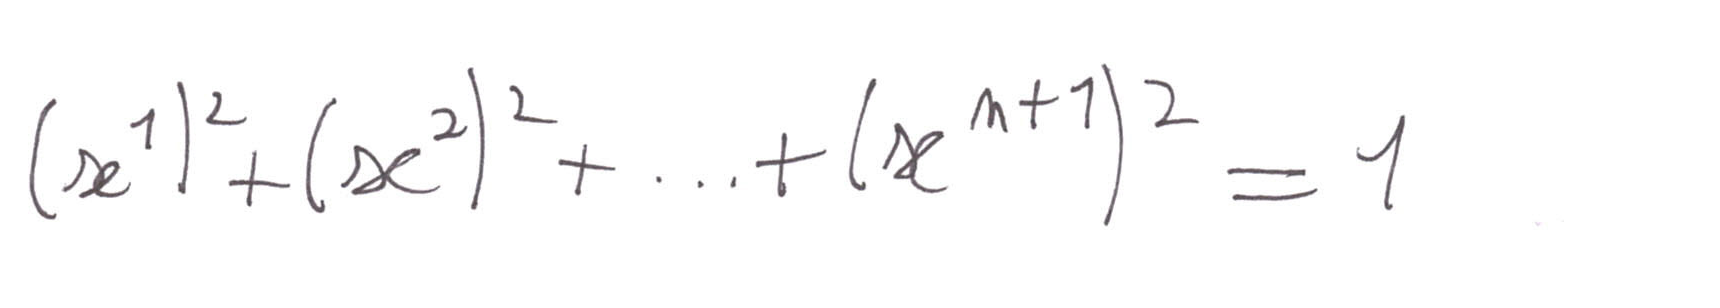 (x^1)^2 + (x^2)^2 + ... + (x^{n+1})^2 = 1